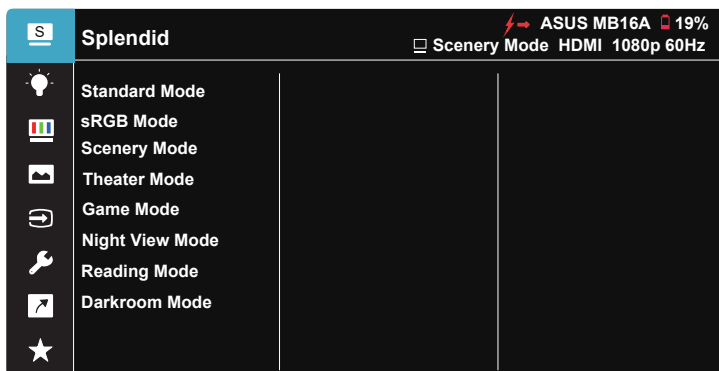 S
Splendid
ASUS MB16A 19%
Scenery Mode HDMI 1080p 60Hz
Standard Mode
sRGB Mode
Scenery Mode
Theater Mode
Game Mode
Night View Mode
Reading Mode
Darkroom Mode